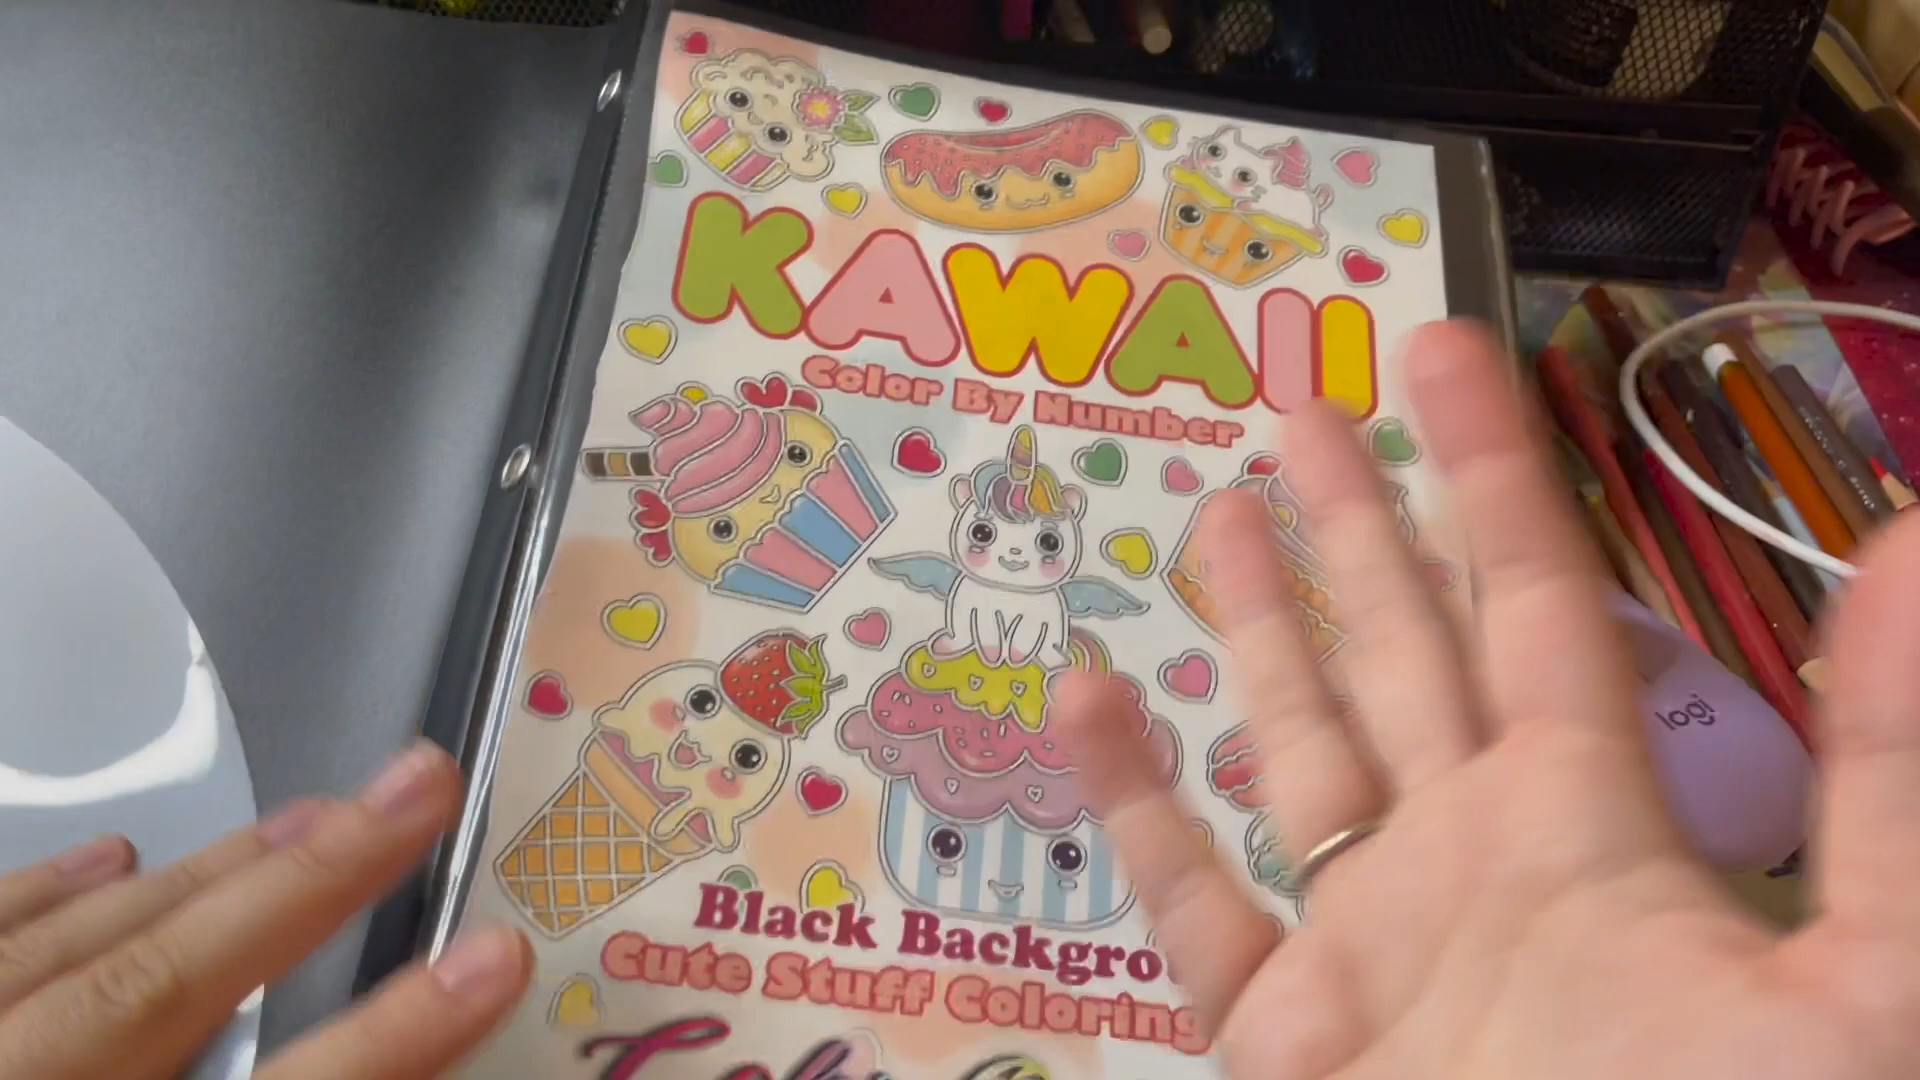 KAWAII
Color By Number
Black Backgro
Cute Stuff Coloring
logi